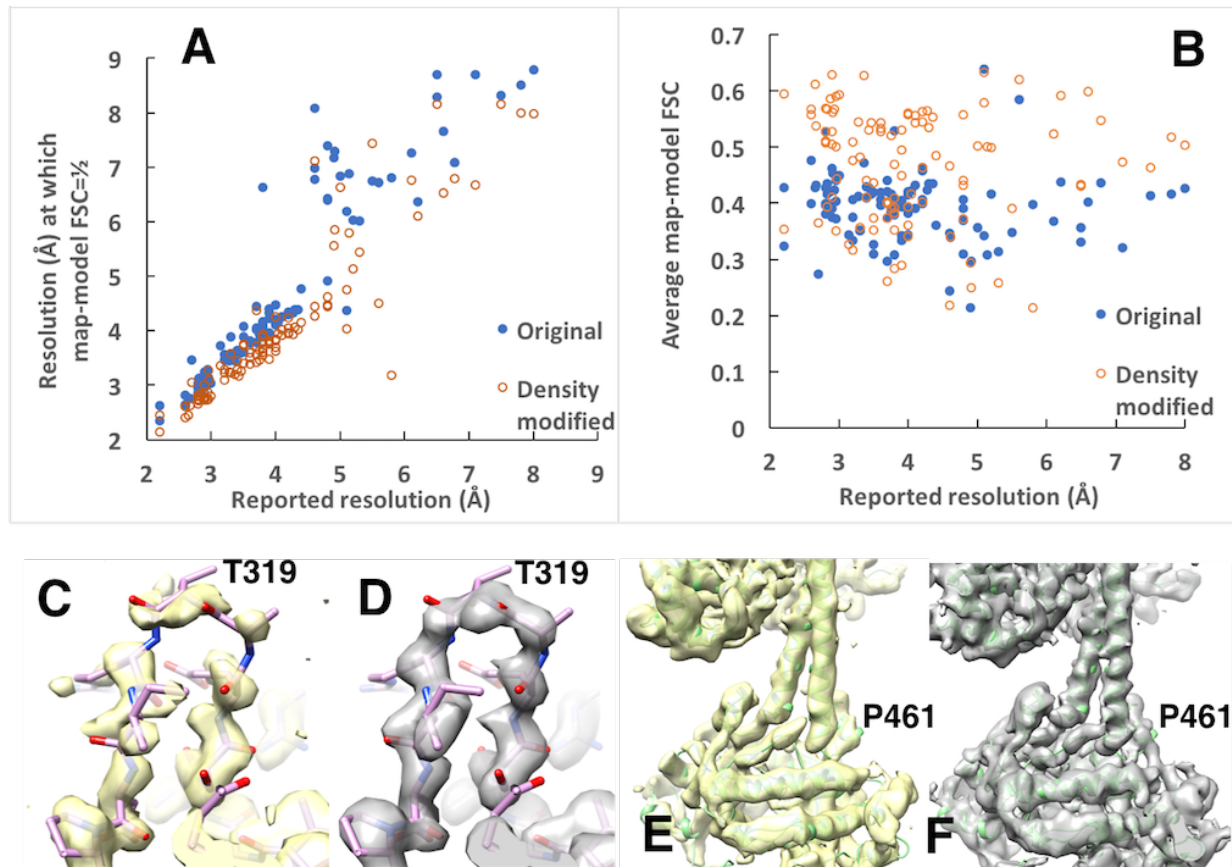 A
Resolution (Å) at which
map-model FSC=½
9
8
7
6
5
4
3
2
2 3 4 5 6 7 8 9
Reported resolution (Å)
Original
Density
modified
B
Average map-model FSC
0.7
0.6
0.5
0.4
0.3
0.2
0.1
0
2 3 4 5 6 7 8
Reported resolution (Å)
Original
Density
modified
C
T319
D
T319
E
P461
F
P461